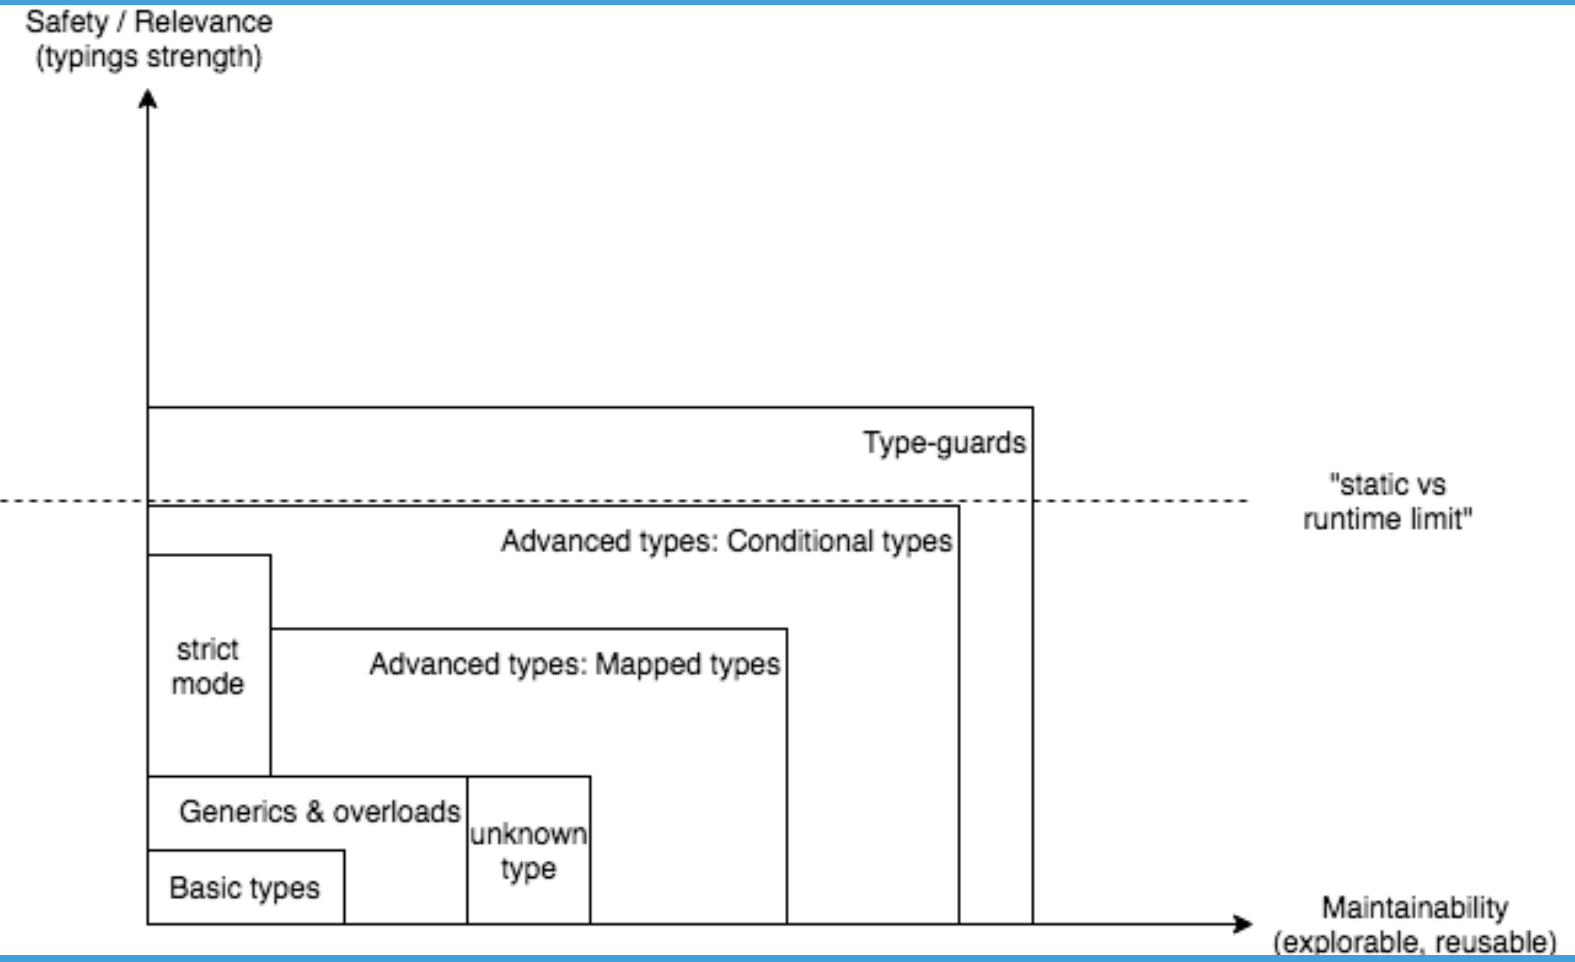 Safety / Relevance
(typings strength)
Type-guards
"static vs
runtime limit"
Advanced types: Conditional types
strict
mode
Advanced types: Mapped types
Generics & overloads
unknown
type
Basic types
Maintainability
(explorable, reusable)